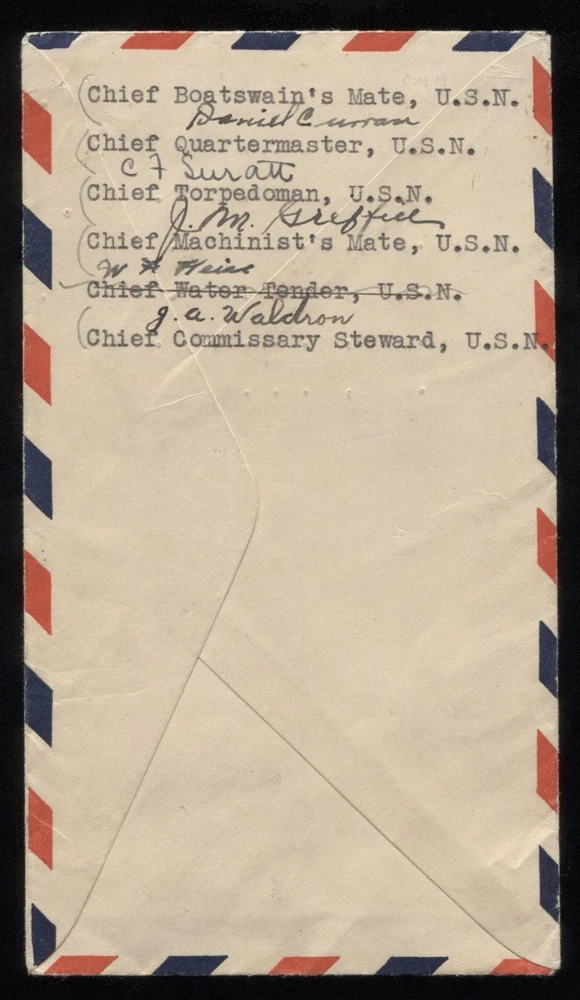 Chief Boatswain's Mate, U.S.N.
Daniel Curran
Chief Quartermaster, U.S.N.
C F Suratt
Chief Torpedoman, U.S.N.
J. M.
Chief Machinist's Mate, U.S.N.
W A Heise
Chief Water Tender, U.S.N.
J. A. Waldron
Chief Commissary Steward, U.S.N.